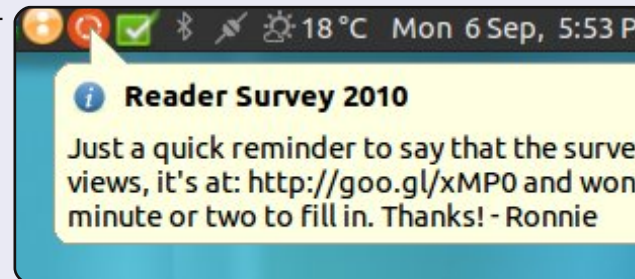 18 °C Mon 6 Sep, 5:53 P
Reader Survey 2010
Just a quick reminder to say that the surve
views, it's at: http://goo.gl/xMP0 and won
minute or two to fill in. Thanks! - Ronnie